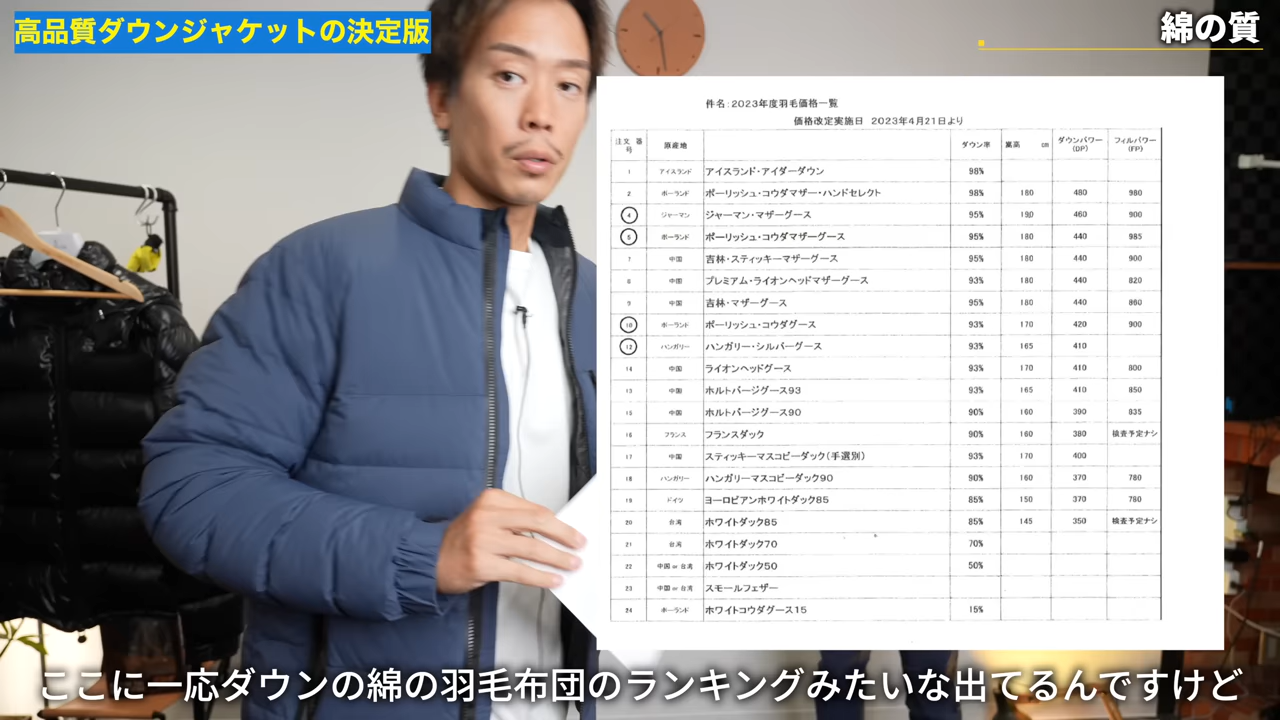 高品質ダウンジャケットの決定版
綿の質
件名:2023年度羽毛価格一覧
価格改定実施日 2023年4月21日より
注文番号 原産地 ダウン率 嵩高 ㎝ ダウンパワー(DP) フィルパワー(FP)
1 アイスランド アイスランド・アイダーダウン 98%
2 ポーランド ポーリッシュ・コウダマザー・ハンドセレクト 98% 180 480 980
4 ジャーマン ジャーマン・マザーグース 95% 190 460 900
5 ポーランド ポーリッシュ・コウダマザーグース 95% 180 440 985
7 中国 吉林・スティッキーマザーグース 95% 180 440 900
8 中国 プレミアム・ライオンヘッドマザーグース 93% 180 440 820
9 中国 吉林・マザーグース 95% 180 440 860
10 ポーランド ポーリッシュ・コウダグース 93% 170 420 900
12 ハンガリー ハンガリー・シルバーグース 93% 165 410
14 中国 ライオンヘッドグース 93% 170 410 800
中国 ホルトバージグース93 93% 165 410 850
15 中国 ホルトバージグース90 90% 160 390 835
16 フランス フランスダック 90% 160 380 検査予定ナシ
17 中国 スティッキーマスコビーダック(手選別) 93% 170 400
18 ハンガリー ハンガリーマスコビーダック90 90% 160 370 780
19 ドイツ ヨーロピアンホワイトダック85 85% 150 370 780
20 台湾 ホワイトダック85 85% 145 350 検査予定ナシ
21 台湾 ホワイトダック70 70%
22 中国 or 台湾 ホワイトダック50 50%
23 中国 or 台湾 スモールフェザー
24 ポーランド ホワイトコウダグース15 15%
ここに一応ダウンの綿の羽毛布団のランキングみたいな出てるんですけど